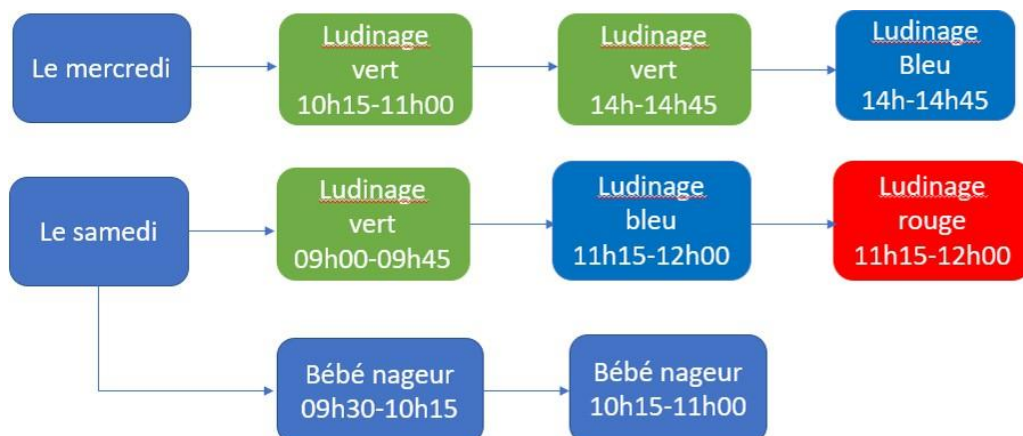 Le mercredi
Ludinage
vert
10h15-11h00
Ludinage
vert
14h-14h45
Ludinage
Bleu
14h-14h45
Le samedi
Ludinage
vert
09h00-09h45
Ludinage
bleu
11h15-12h00
Ludinage
rouge
11h15-12h00
Bébé nageur
09h30-10h15
Bébé nageur
10h15-11h00